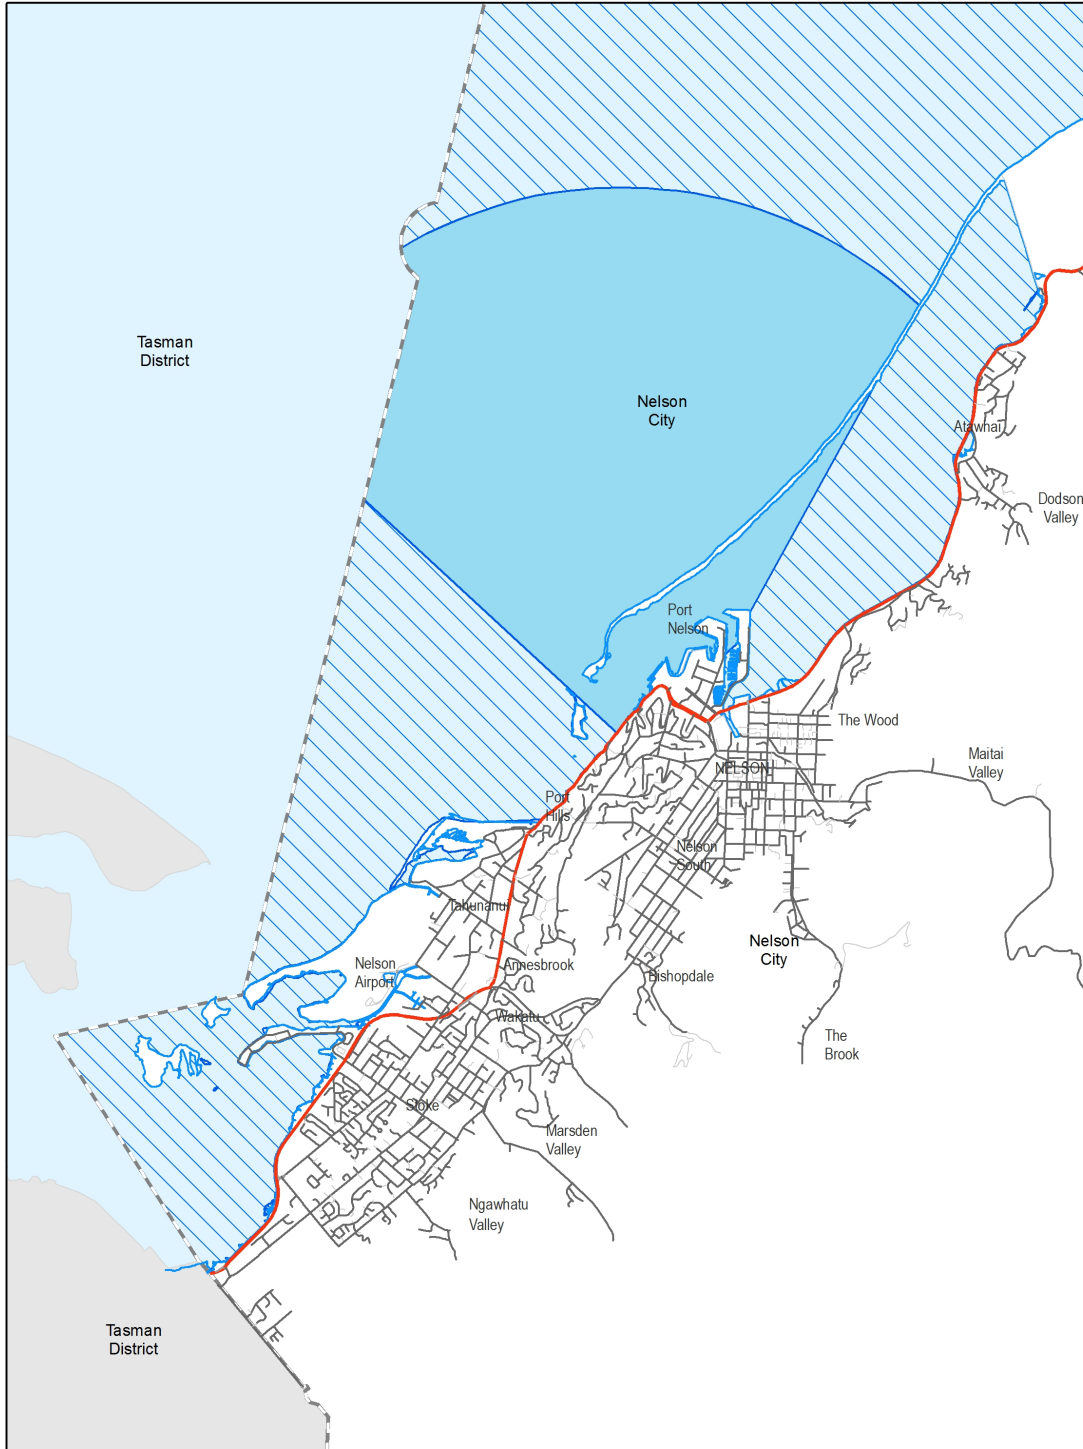 Tasman
District
Nelson
City
Atawhai
Dodson
Valley
Port
Nelson
The Wood
Maitai
Valley
NELSON
Port
Hills
Nelson
South
Tahunanui
Nelson
City
Nelson
Airport
Annesbrook
Bishopdale
Wakatu
The
Brook
Stoke
Marsden
Valley
Ngawhatu
Valley
Tasman
District